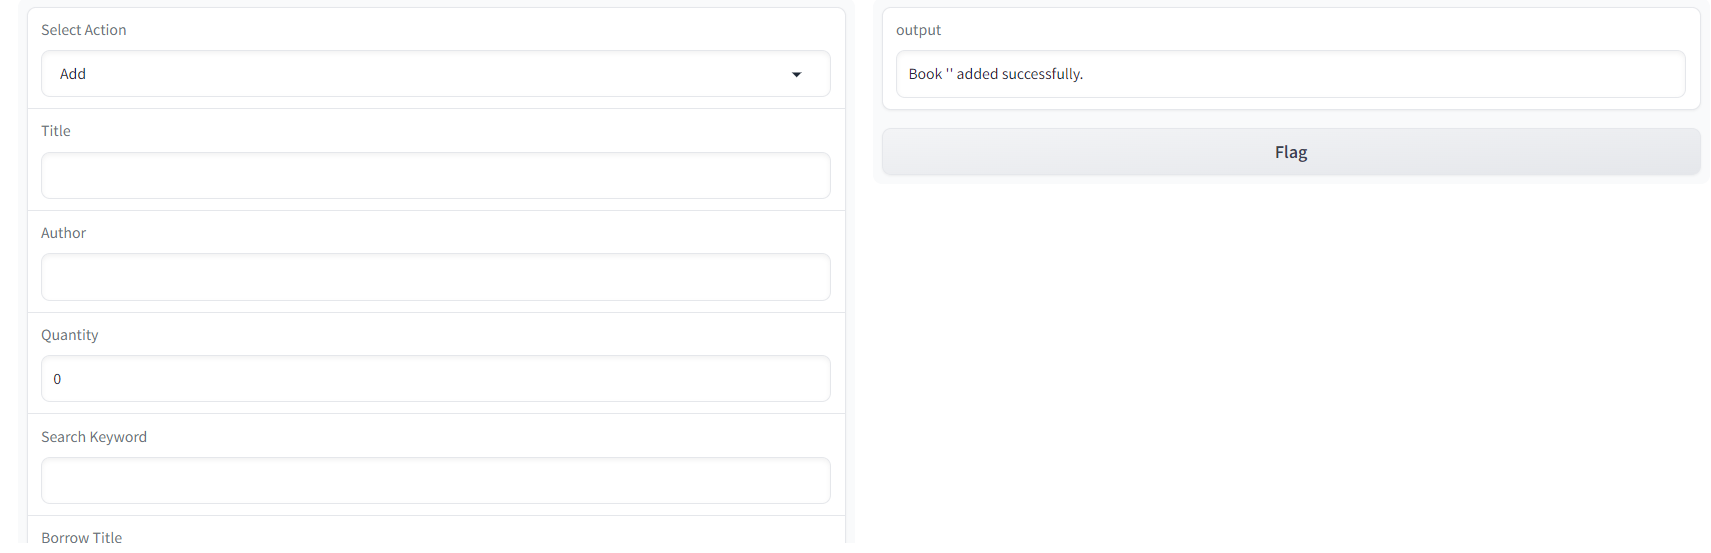 Select Action
Add
Title
Author
Quantity
0
Search Keyword
Borrow Title
output
Book '' added successfully.
Flag